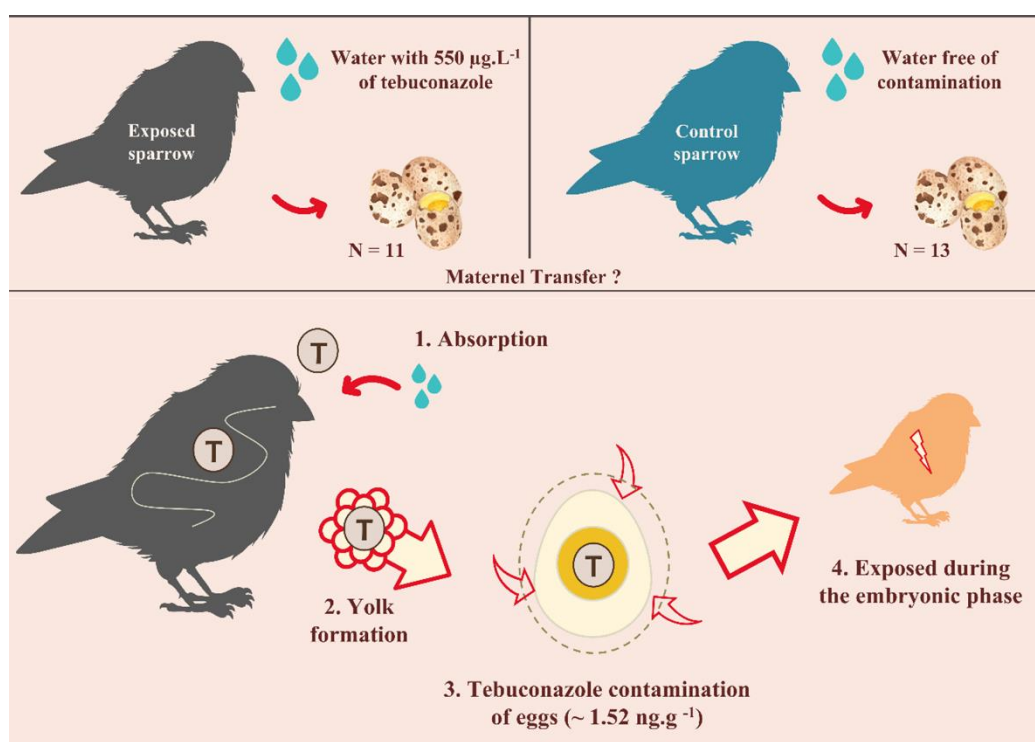 Water with 550 µg.L⁻¹
of tebuconazole
Exposed
sparrow
N = 11
Water free of
contamination
Control
sparrow
N = 13
Maternel Transfer ?
1. Absorption
T
T
T
2. Yolk
formation
T
3. Tebuconazole contamination
of eggs (~ 1.52 ng.g ⁻¹)
4. Exposed during
the embryonic phase